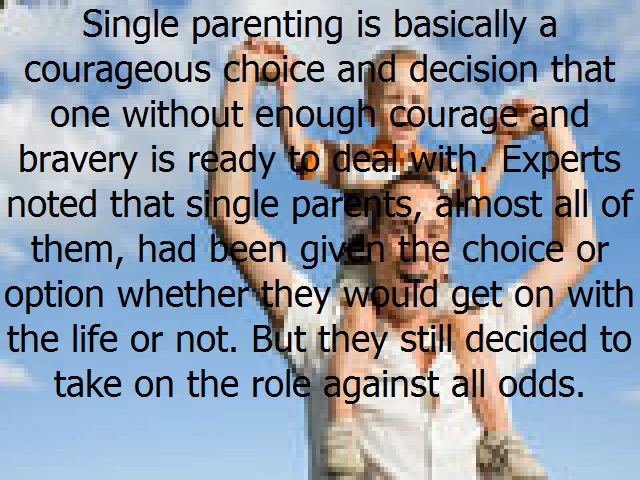 Single parenting is basically a
courageous choice and decision that
one without enough courage and
bravery is ready to deal with. Experts
noted that single parents, almost all of
them, had been given the choice or
option whether they would get on with
the life or not. But they still decided to
take on the role against all odds.